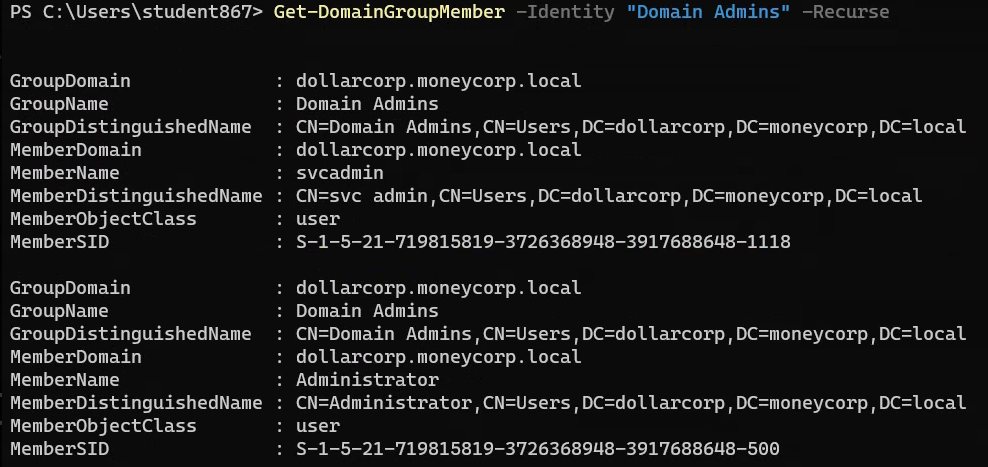 PS C:\Users\student867> Get-DomainGroupMember -Identity "Domain Admins" -Recurse
GroupDomain             : dollarcorp.moneycorp.local
GroupName               : Domain Admins
GroupDistinguishedName  : CN=Domain Admins,CN=Users,DC=dollarcorp,DC=moneycorp,DC=local
MemberDomain            : dollarcorp.moneycorp.local
MemberName              : svcadmin
MemberDistinguishedName : CN=svc admin,CN=Users,DC=dollarcorp,DC=moneycorp,DC=local
MemberObjectClass       : user
MemberSID               : S-1-5-21-719815819-3726368948-3917688648-1118
GroupDomain             : dollarcorp.moneycorp.local
GroupName               : Domain Admins
GroupDistinguishedName  : CN=Domain Admins,CN=Users,DC=dollarcorp,DC=moneycorp,DC=local
MemberDomain            : dollarcorp.moneycorp.local
MemberName              : Administrator
MemberDistinguishedName : CN=Administrator,CN=Users,DC=dollarcorp,DC=moneycorp,DC=local
MemberObjectClass       : user
MemberSID               : S-1-5-21-719815819-3726368948-3917688648-500